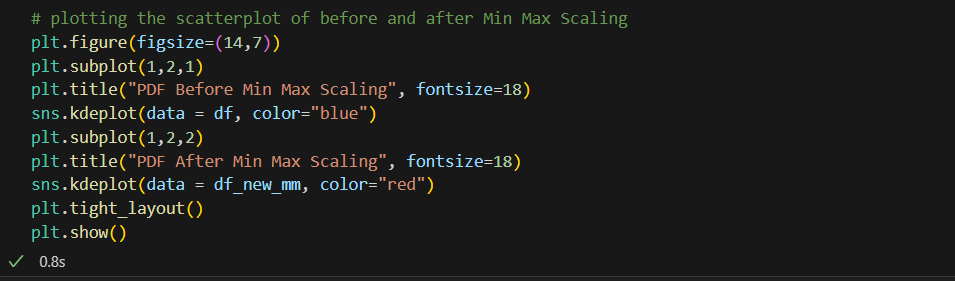 # plotting the scatterplot of before and after Min Max Scaling
plt.figure(figsize=(14,7))
plt.subplot(1,2,1)
plt.title("PDF Before Min Max Scaling", fontsize=18)
sns.kdeplot(data = df, color="blue")
plt.subplot(1,2,2)
plt.title("PDF After Min Max Scaling", fontsize=18)
sns.kdeplot(data = df_new_mm, color="red")
plt.tight_layout()
plt.show()
0.8s